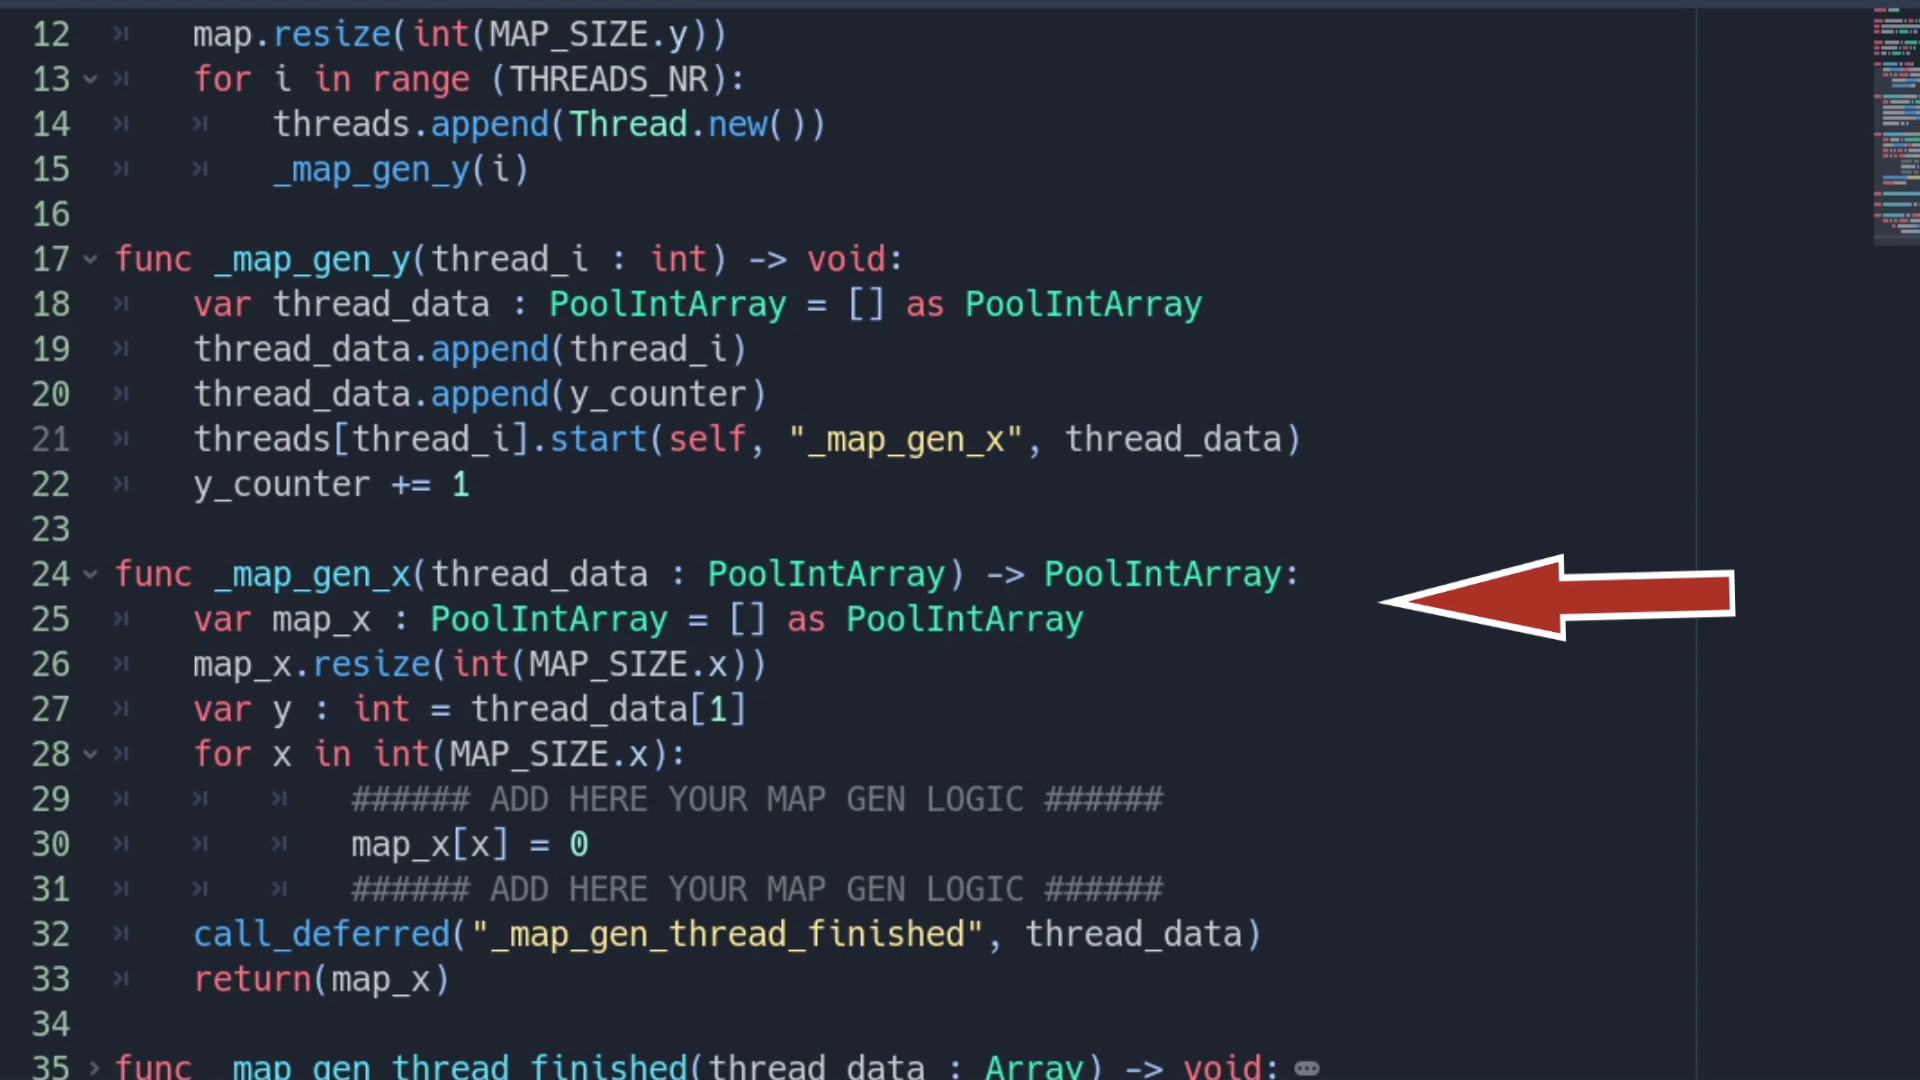 12 map.resize(int(MAP_SIZE.y))
13 for i in range (THREADS_NR):
14 threads.append(Thread.new())
15 _map_gen_y(i)
16
17 func _map_gen_y(thread_i : int) -> void:
18 var thread_data : PoolIntArray = [] as PoolIntArray
19 thread_data.append(thread_i)
20 thread_data.append(y_counter)
21 threads[thread_i].start(self, "_map_gen_x", thread_data)
22 y_counter += 1
23
24 func _map_gen_x(thread_data : PoolIntArray) -> PoolIntArray:
25 var map_x : PoolIntArray = [] as PoolIntArray
26 map_x.resize(int(MAP_SIZE.x))
27 var y : int = thread_data[1]
28 for x in int(MAP_SIZE.x):
29 ###### ADD HERE YOUR MAP GEN LOGIC ######
30 map_x[x] = 0
31 ###### ADD HERE YOUR MAP GEN LOGIC ######
32 call_deferred("_map_gen_thread_finished", thread_data)
33 return(map_x)
34
35 func _map_gen_thread_finished(thread_data : Array) -> void: